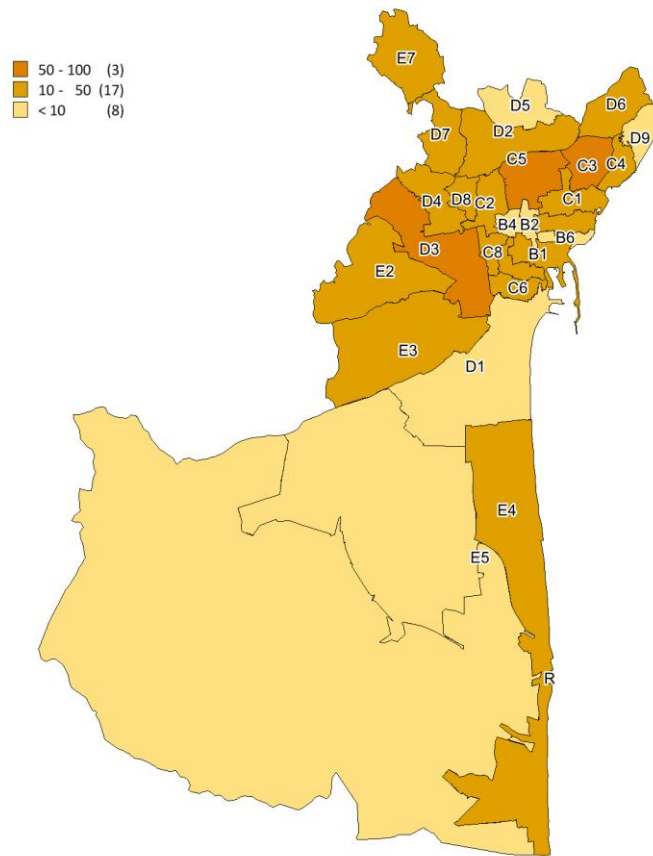 50 - 100 (3)
10 - 50 (17)
< 10 (8)
E7
D5
D6
D7
D2
D9
C5
C3
C4
D4
D8
C2
C1
B4
B2
B6
D3
C8
B1
E2
C6
E3
D1
E4
E5
R